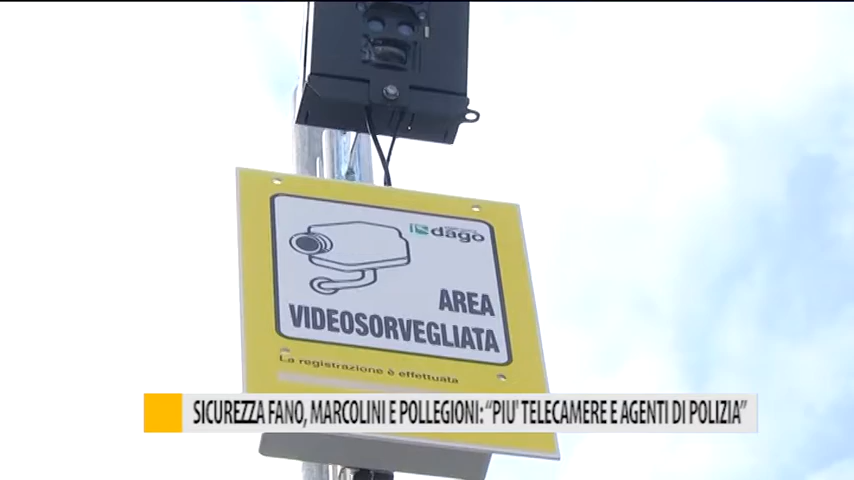 dago
AREA
VIDEOSORVEGLIATA
La registrazione è effettuata
SICUREZZA FANO, MARCOLINI E POLLEGIONI: “PIU' TELECAMERE E AGENTI DI POLIZIA”